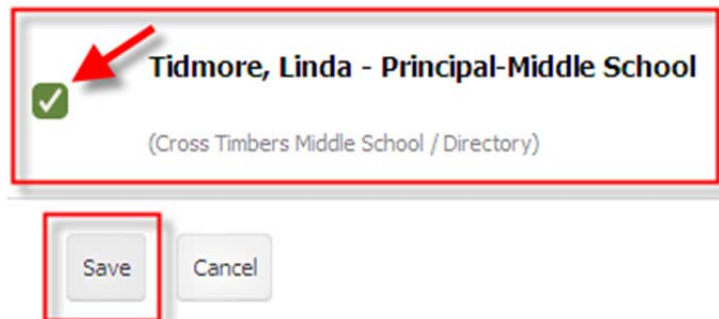 Tidmore, Linda - Principal-Middle School
(Cross Timbers Middle School / Directory)
Save Cancel